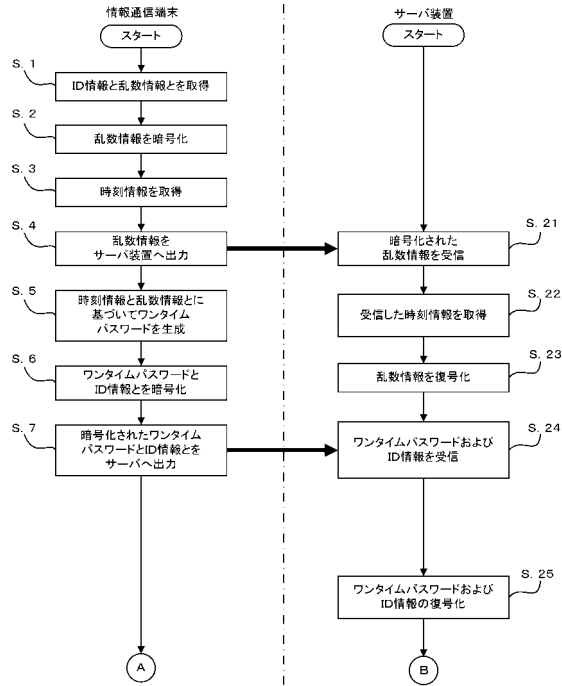 情報通信端末
スタート
S. 1
ID情報と乱数情報とを取得
S. 2
乱数情報を暗号化
S. 3
時刻情報を取得
S. 4
乱数情報を
サーバ装置へ出力
S. 5
時刻情報と乱数情報とに
基づいてワンタイム
パスワードを生成
S. 6
ワンタイムパスワードと
ID情報とを暗号化
S. 7
暗号化されたワンタイム
パスワードとID情報とを
サーバへ出力
A
サーバ装置
スタート
S. 21
暗号化された
乱数情報を受信
S. 22
受信した時刻情報を取得
S. 23
乱数情報を復号化
S. 24
ワンタイムパスワードおよび
ID情報を受信
S. 25
ワンタイムパスワードおよび
ID情報の復号化
B